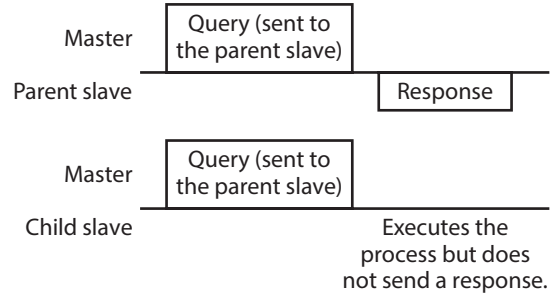 Master
Query (sent to
the parent slave)
Parent slave
Response
Master
Query (sent to
the parent slave)
Child slave
Executes the
process but does
not send a response.